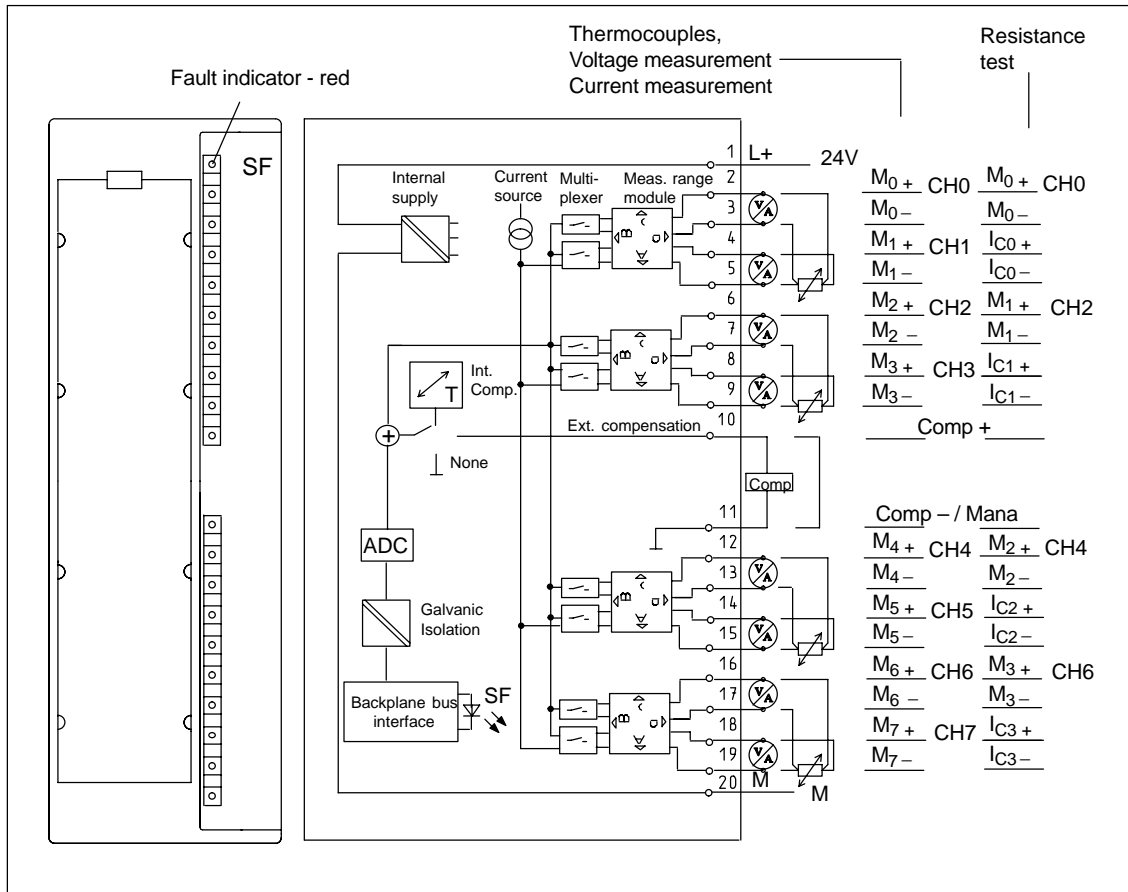 Thermocouples,
Voltage measurement
Current measurement
Resistance
test
Fault indicator - red
SF
Internal
supply
Current
source
Multi-
plexer
Meas. range
module
1 L+ 24V
2
3
4
5
6
7
8
9
10
11
12
13
14
15
16
17
18
19
20
M
M
V A
V A
V A
V A
V A
V A
V A
V A
A B C D
A B C D
A B C D
A B C D
T
Int.
Comp.
Ext. compensation
None
Comp
ADC
Galvanic
Isolation
Backplane bus
interface
SF
M0 + CH0 M0 + CH0
M0 – M0 –
M1 + CH1 IC0 +
M1 – IC0 –
M2 + CH2 M1 + CH2
M2 – M1 –
M3 + CH3 IC1 +
M3 – IC1 –
Comp +
Comp – / Mana
M4 + CH4 M2 + CH4
M4 – M2 –
M5 + CH5 IC2 +
M5 – IC2 –
M6 + CH6 M3 + CH6
M6 – M3 –
M7 + CH7 IC3 +
M7 – IC3 –